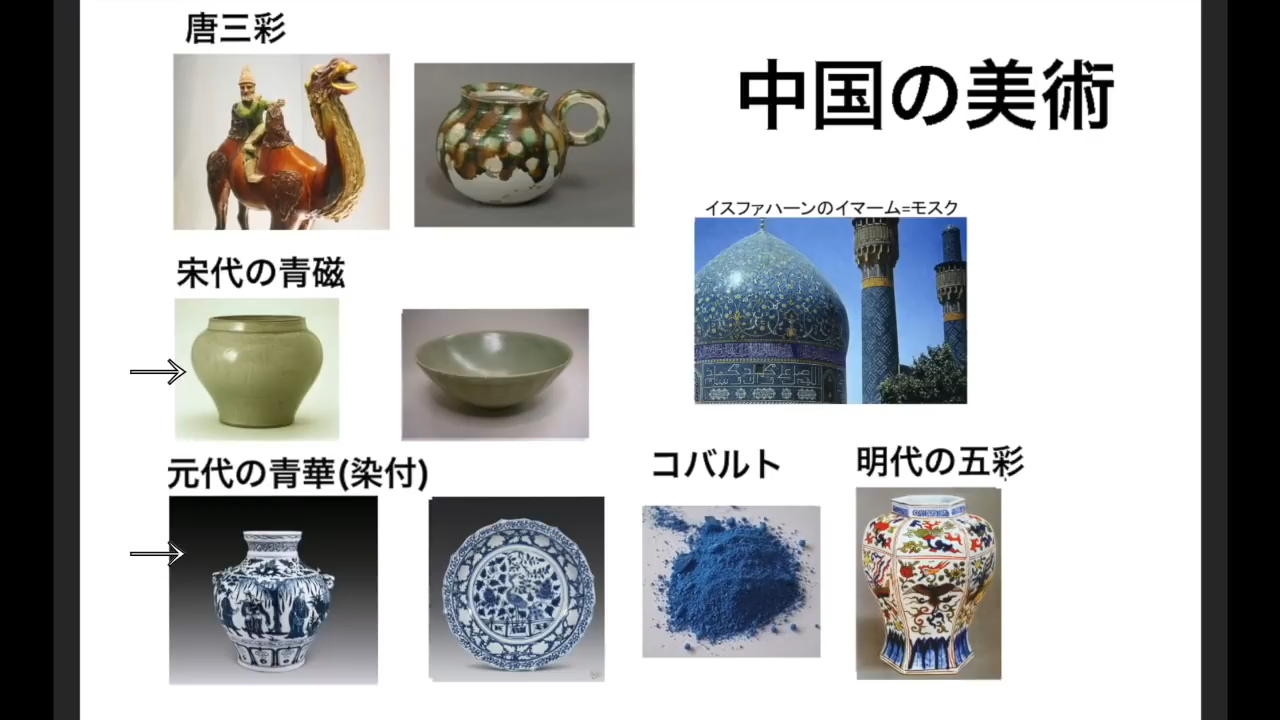 唐三彩
中国の美術
イスファハーンのイマーム=モスク
宋代の青磁
元代の青華(染付)
コバルト
明代の五彩